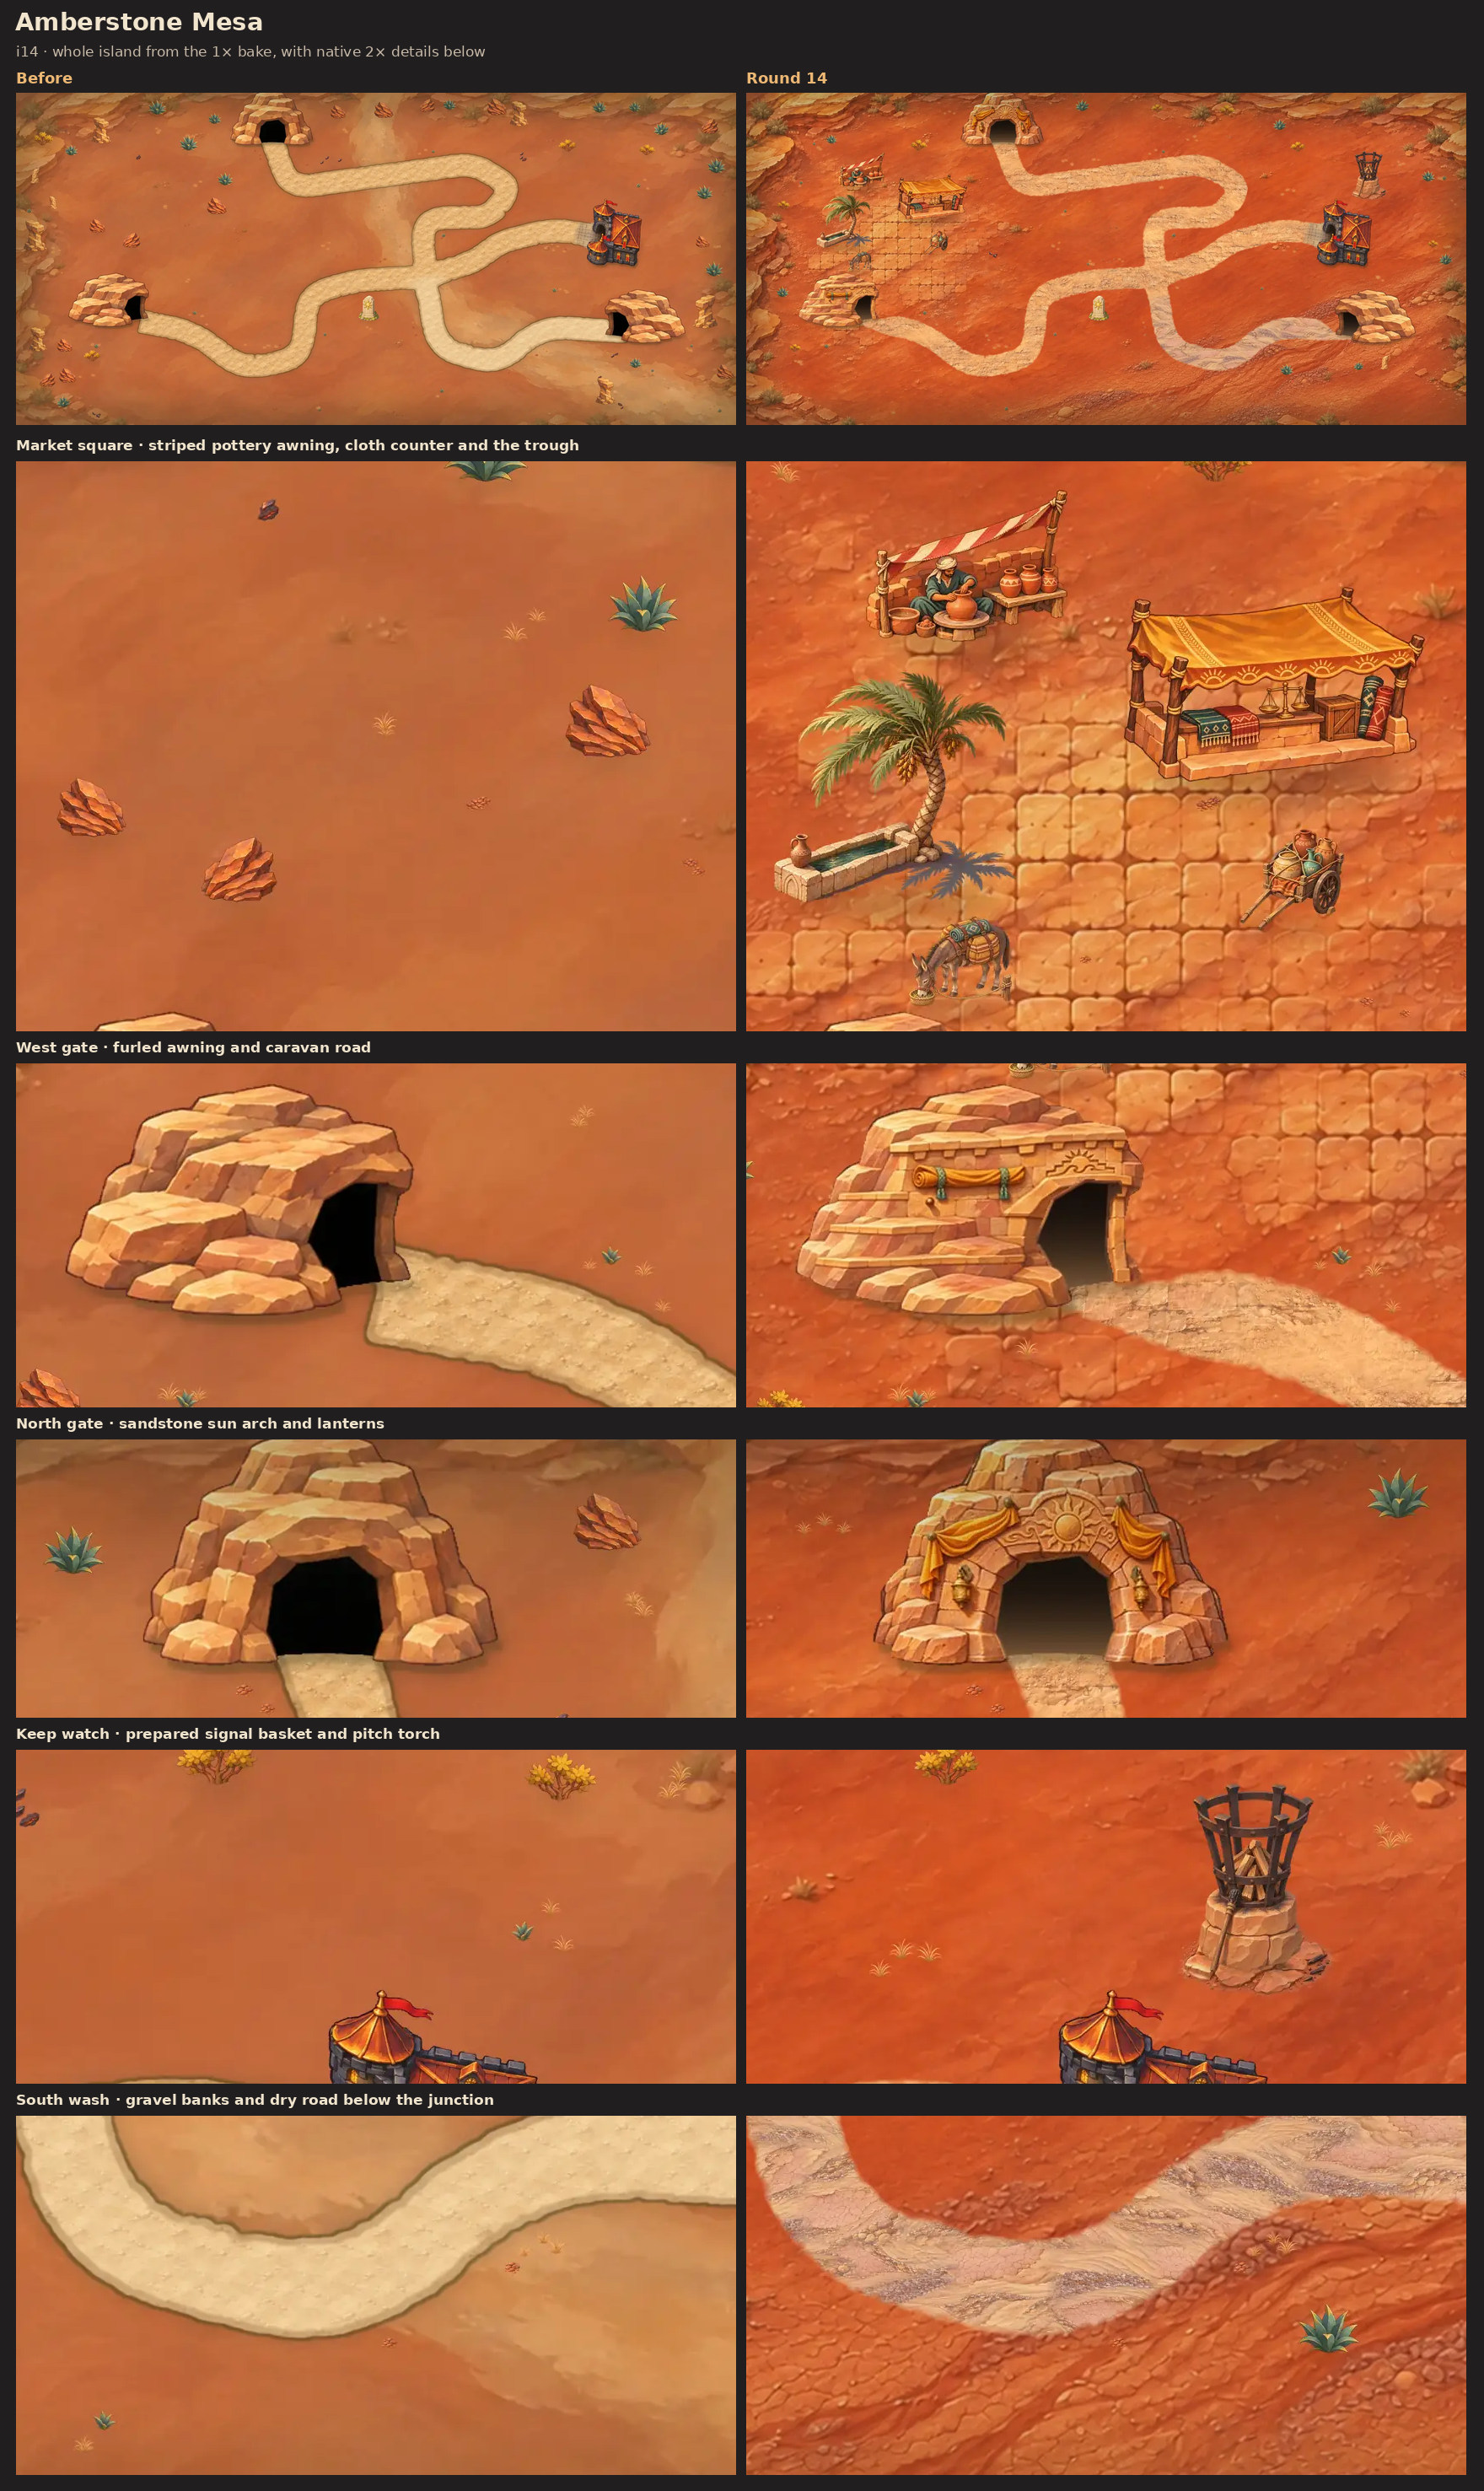 Amberstone Mesa
i14 · whole island from the 1× bake, with native 2× details below
Before
Round 14
Market square · striped pottery awning, cloth counter and the trough
West gate · furled awning and caravan road
North gate · sandstone sun arch and lanterns
Keep watch · prepared signal basket and pitch torch
South wash · gravel banks and dry road below the junction